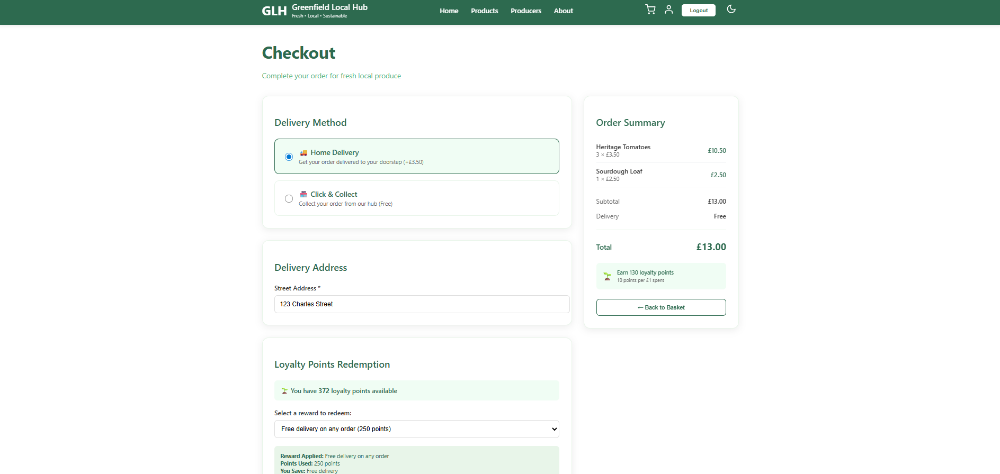 GLH
Greenfield Local Hub
Fresh • Local • Sustainable
Home
Products
Producers
About
Logout
Checkout
Complete your order for fresh local produce
Delivery Method
Home Delivery
Get your order delivered to your doorstep (+£3.50)
Click & Collect
Collect your order from our hub (Free)
Delivery Address
Street Address *
123 Charles Street
Loyalty Points Redemption
You have 372 loyalty points available
Select a reward to redeem:
Free delivery on any order (250 points)
Reward Applied: Free delivery on any order
Points Used: 250 points
You Save: Free delivery
Order Summary
Heritage Tomatoes
3 × £3.50
£10.50
Sourdough Loaf
1 × £2.50
£2.50
Subtotal
£13.00
Delivery
Free
Total
£13.00
Earn 130 loyalty points
10 points per £1 spent
← Back to Basket